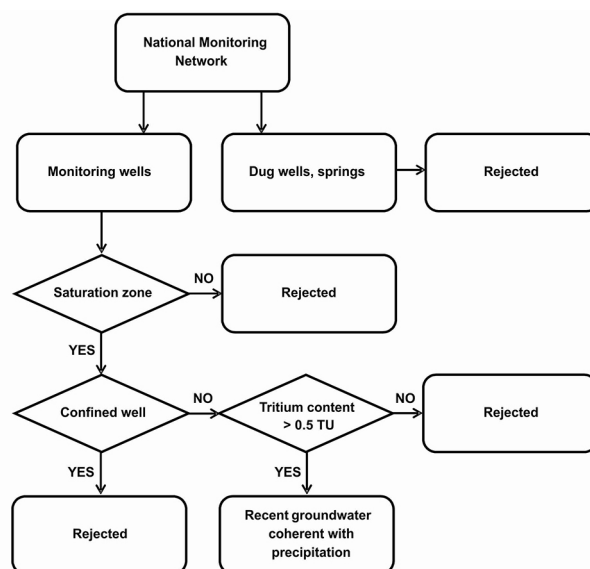 National Monitoring
Network
Monitoring wells
Dug wells, springs
Rejected
Saturation zone
NO
Rejected
YES
Confined well
NO
Tritium content
> 0.5 TU
NO
Rejected
YES
YES
Rejected
Recent groundwater
coherent with
precipitation